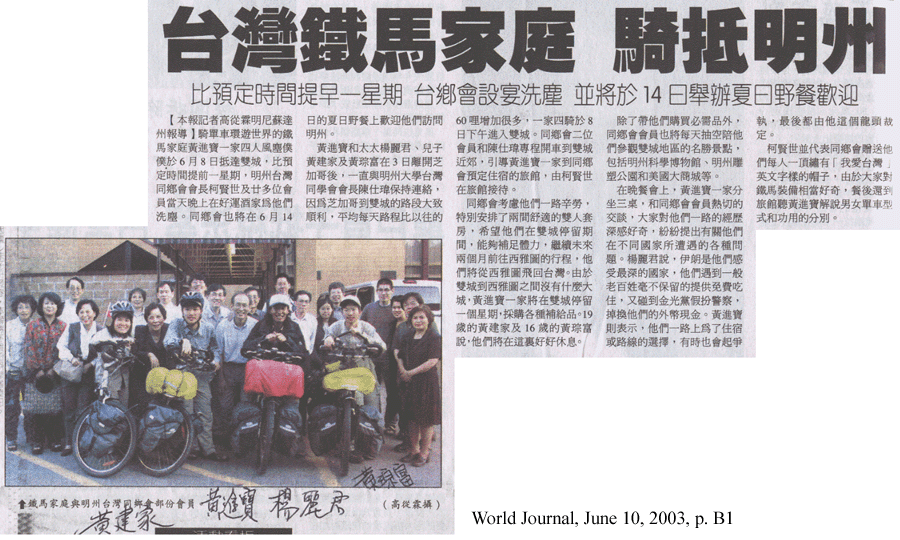 台灣鐵馬家庭 騎抵明州
比預定時間提早一星期 台鄉會設宴洗塵 並將於14日舉辦夏日野餐歡迎
【本報記者高從霖明尼蘇達
州報導】騎單車環遊世界的鐵
馬家庭黃進寶一家四人風塵僕
僕於6月8日抵達雙城，比預
定時間提前一星期，明州台灣
同鄉會會長柯賢世及廿多位會
員當天晚上在好運酒家為他們
洗塵。同鄉會也將在6月14
日的夏日野餐上歡迎他們訪問
明州。
黃進寶和太太楊麗君、兒子
黃建家及黃琮富在3日離開芝
加哥後，一直與明州大學台灣
同學會會長陳仕瑋保持連絡，
因為芝加哥到雙城的路段大致
順利，平均每天路程比以往的
60哩增加很多，一家四騎於8
日下午進入雙城。同鄉會二位
會員和陳仕瑋專程開車到雙城
近郊，引導黃進寶一家到同鄉
會預定住宿的旅館，由柯賢世
在旅館接待。
同鄉會考慮他們一路辛勞，
特別安排了兩間舒適的雙人套
房，希望他們在雙城停留期
間，能夠補足體力，繼續未來
兩個月前往西雅圖的行程，他
們將從西雅圖飛回台灣。由於
雙城到西雅圖之間沒有什麼大
城，黃進寶一家將在雙城停留
一個星期，採購各種補給品。19
歲的黃建家及16歲的黃琮富
說，他們將在這裏好好休息。
除了帶他們購買必需品外，
同鄉會會員也將每天抽空陪他
們參觀雙城地區的名勝景點，
包括明州科學博物館、明州雕
塑公園和美國大商城等。
在晚餐會上，黃進寶一家分
坐三桌，和同鄉會會員熱切的
交談，大家對他們一路的經歷
深感好奇，紛紛提出有關他們
在不同國家所遭遇的各種問
題。楊麗君說，伊朗是他們感
受最深的國家，他們遇到一般
老百姓毫不保留的提供免費吃
住，又碰到金光黨假扮警察，
掉換他們的外幣現金。黃進寶
則表示，他們一路上為了住宿
或路線的選擇，有時也會起爭
執，最後都由他這個龍頭裁
定。
柯賢世並代表同鄉會贈送他
們每人一頂繡有「我愛台灣」
英文字樣的帽子，由於大家對
鐵馬裝備相當好奇，餐後還到
旅館聽黃進寶解說男女單車型
式和功用的分別。
鐵馬家庭與明州台灣同鄉會部份會員
（高從霖攝）
黃琮富
黃進寶 楊麗君
黃建家
World Journal, June 10, 2003, p. B1